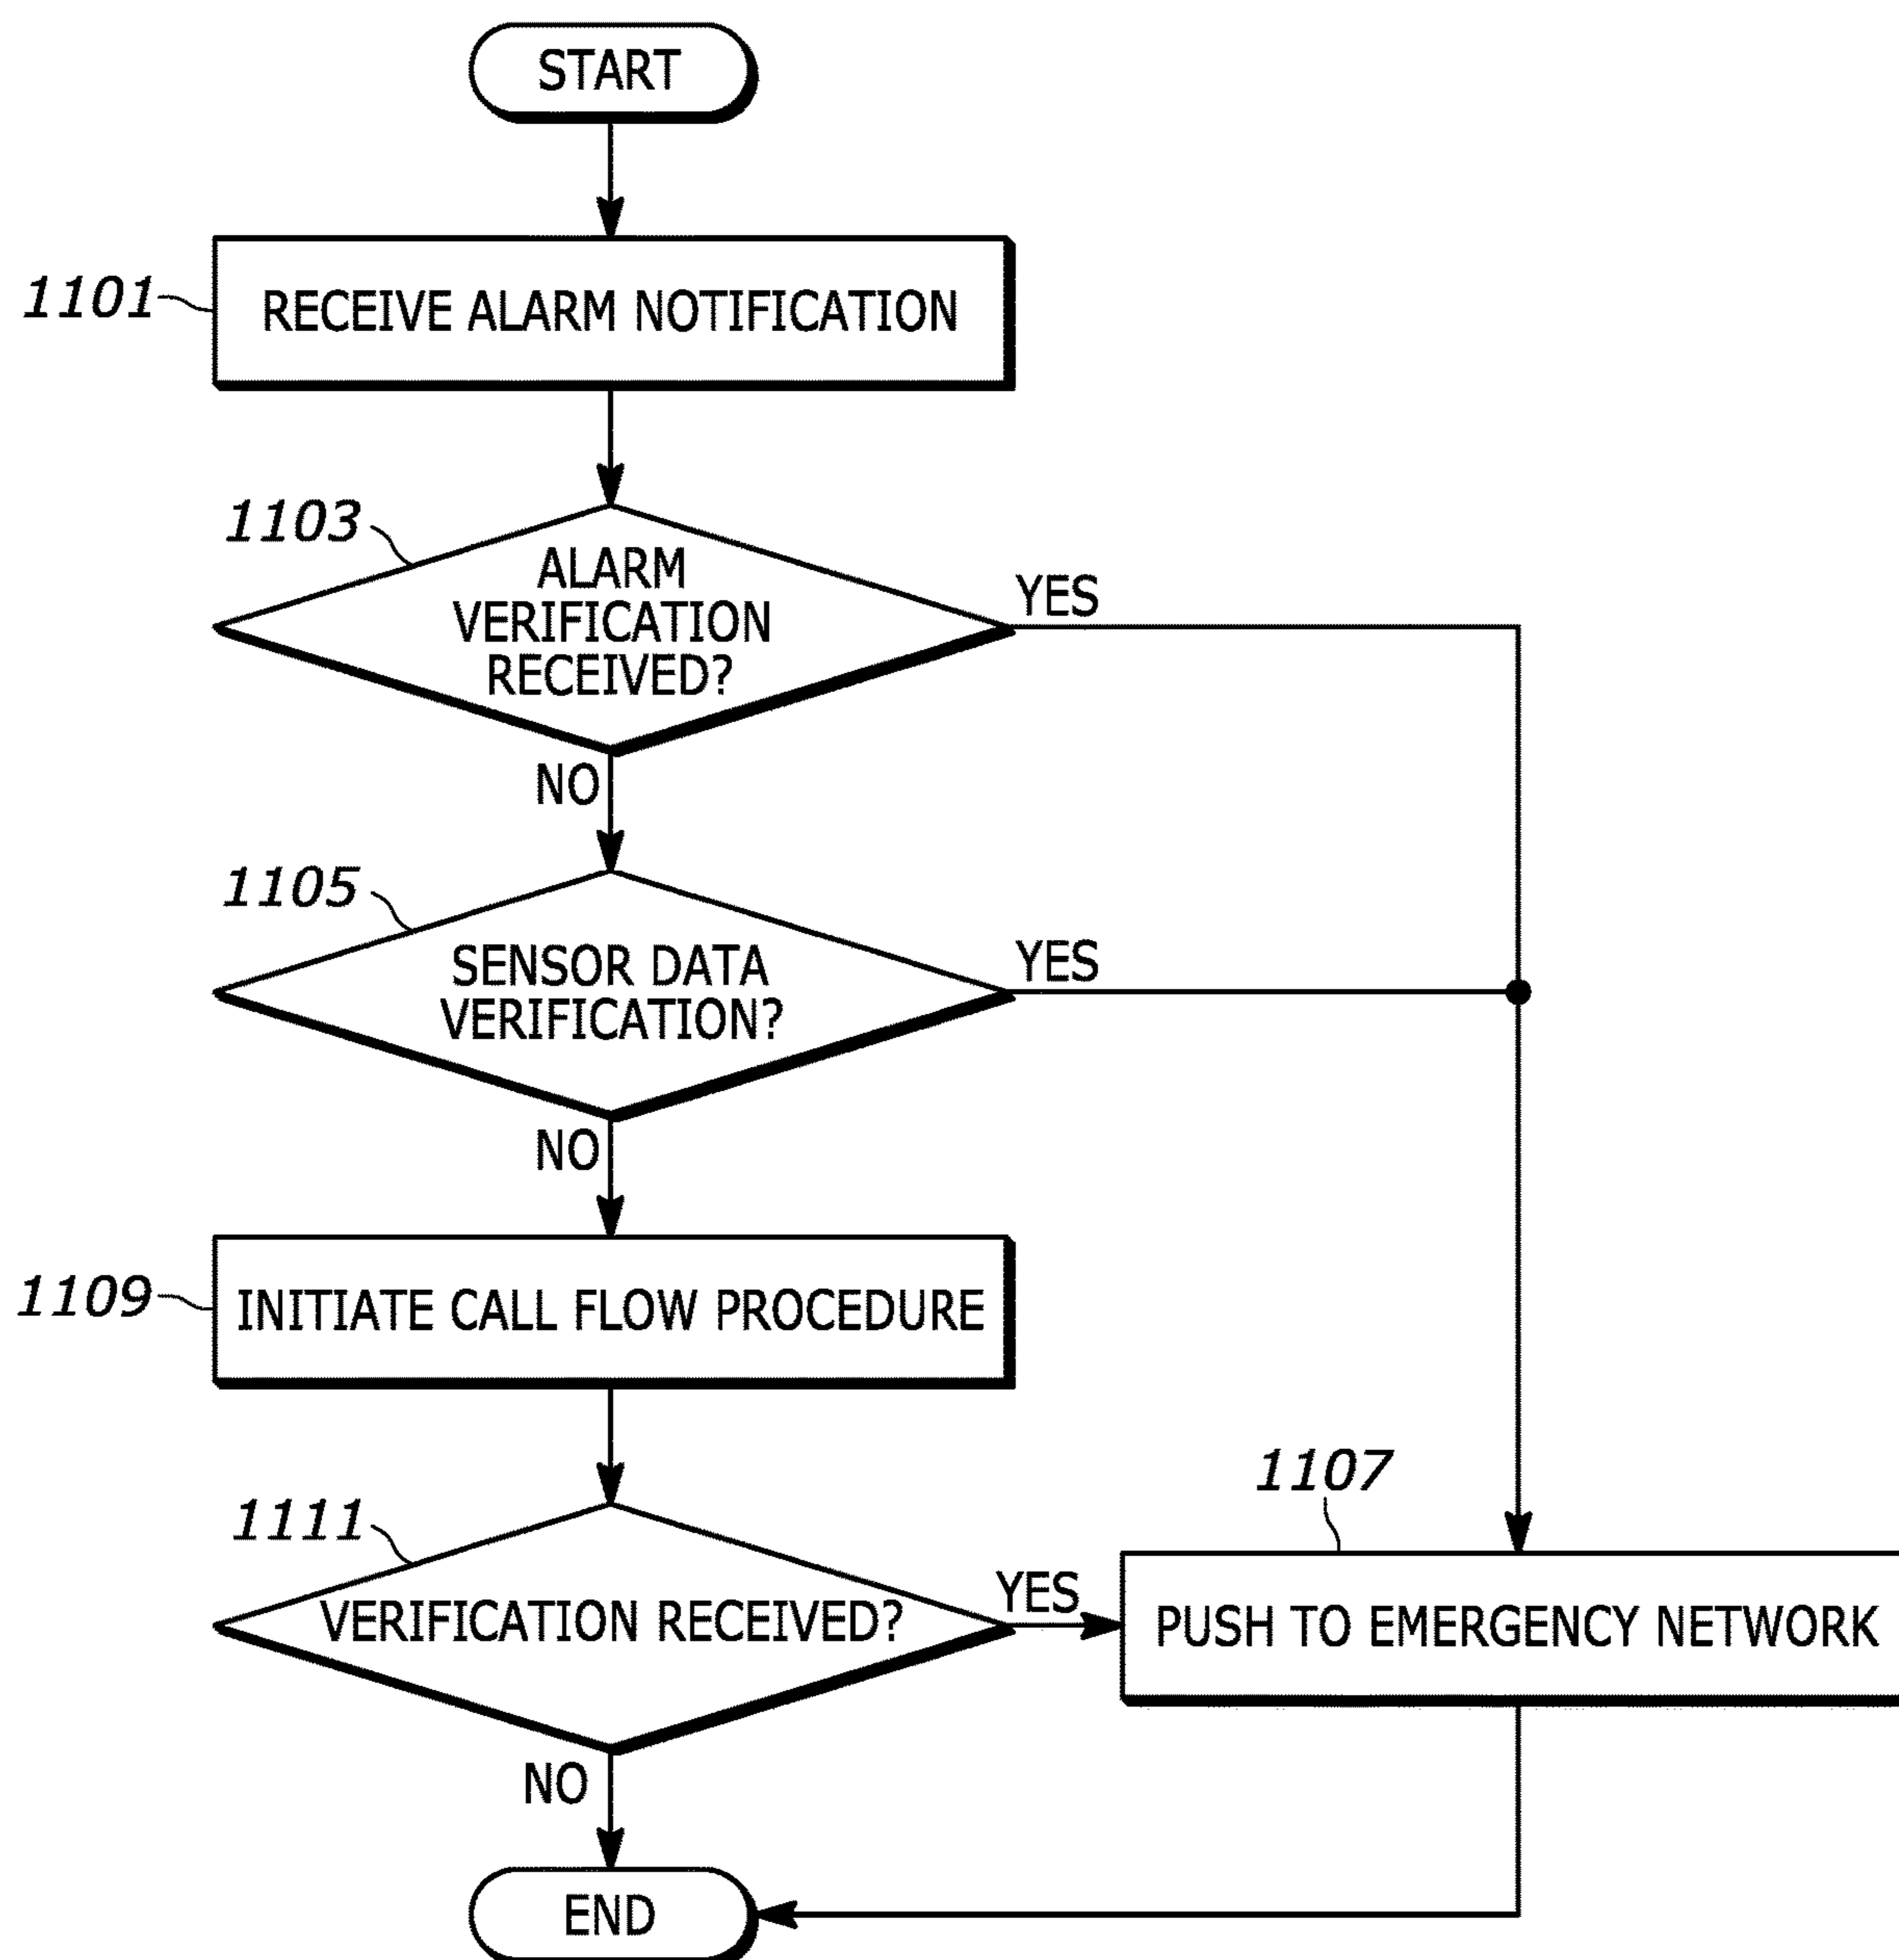 START
1101
RECEIVE ALARM NOTIFICATION
1103
ALARM
VERIFICATION
RECEIVED?
YES
NO
1105
SENSOR DATA
VERIFICATION?
YES
NO
1109
INITIATE CALL FLOW PROCEDURE
1111
VERIFICATION RECEIVED?
YES
1107
PUSH TO EMERGENCY NETWORK
NO
END